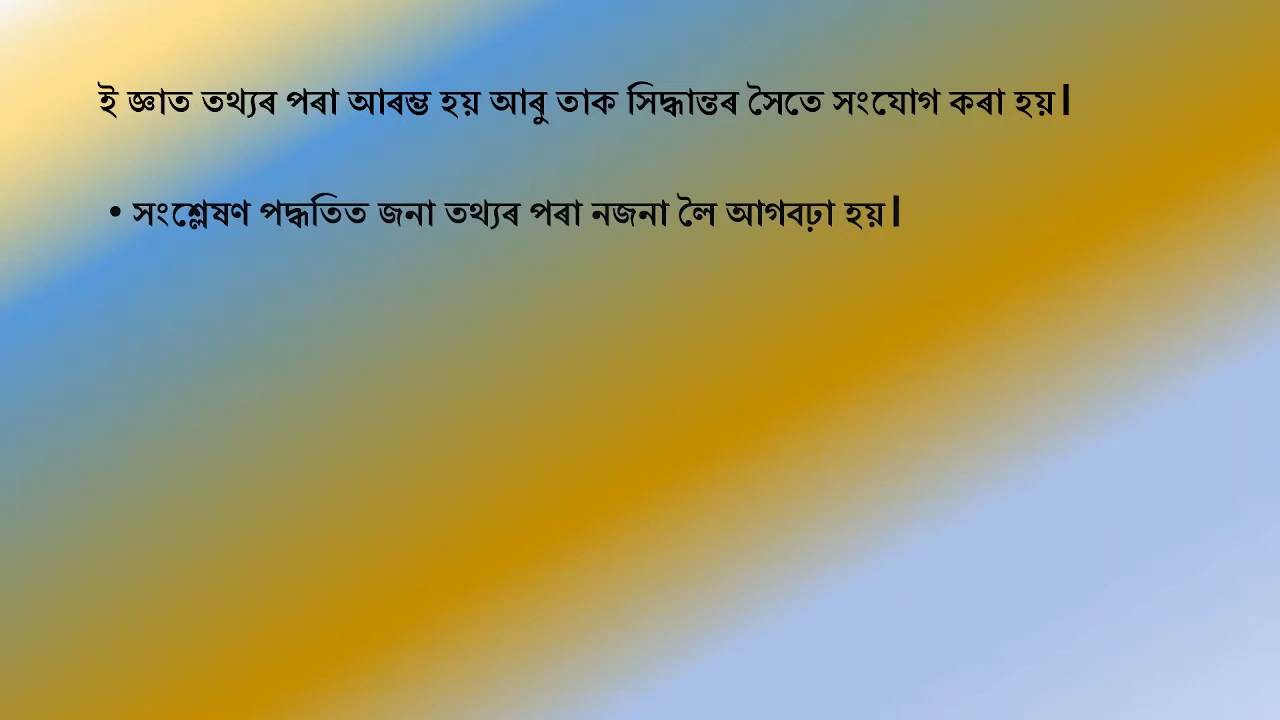 ই জ্ঞাত তথ্যৰ পৰা আৰম্ভ হয় আৰু তাক সিদ্ধান্তৰ সৈতে সংযোগ কৰা হয়|
• সংশ্লেষণ পদ্ধতিত জনা তথ্যৰ পৰা নজনা লৈ আগবঢ়া হয়|